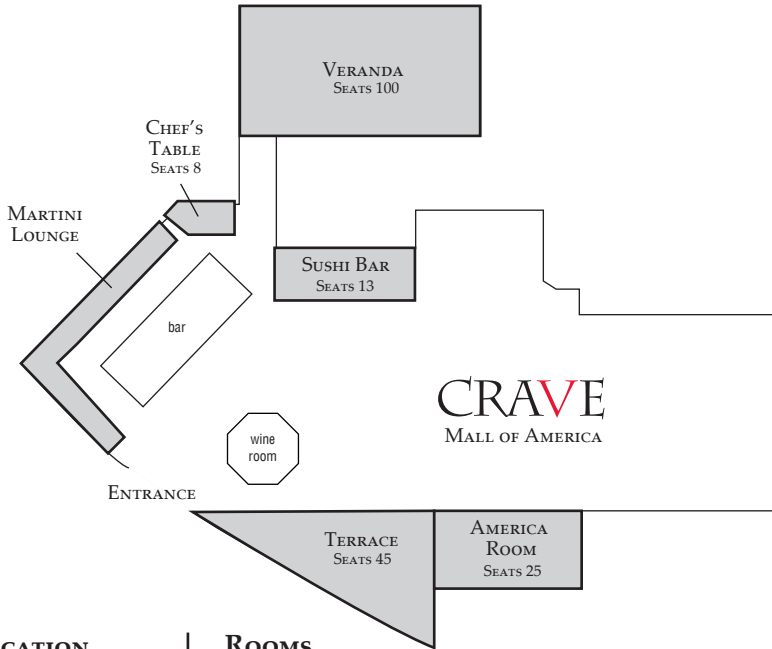 Veranda
Seats 100
Chef's
Table
Seats 8
Martini
Lounge
Sushi Bar
Seats 13
bar
CRAVE
Mall of America
wine
room
Entrance
Terrace
Seats 45
America
Room
Seats 25
Rooms